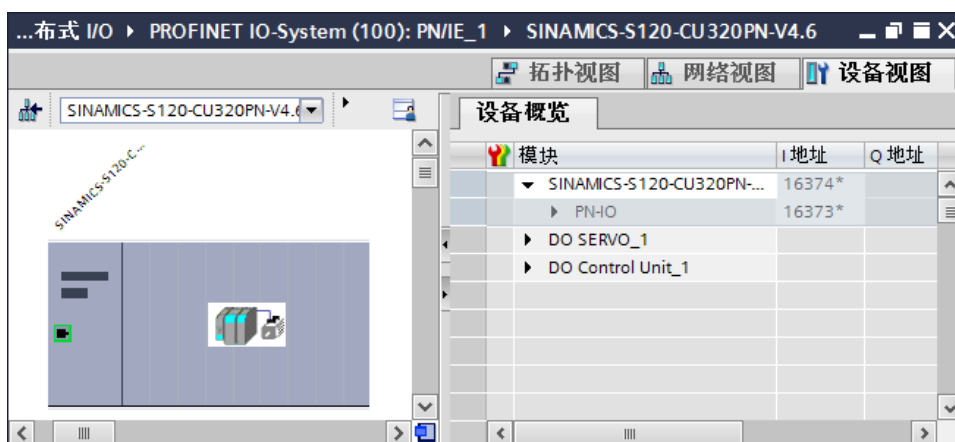 ...布式 I/O ▸ PROFINET IO-System (100): PN/IE_1 ▸ SINAMICS-S120-CU320PN-V4.6
拓扑视图 网络视图 设备视图
SINAMICS-S120-CU320PN-V4.6
设备概览
SINAMICS-S120-C...
模块 I 地址 Q 地址
SINAMICS-S120-CU320PN-... 16374*
PN-IO 16373*
DO SERVO_1
DO Control Unit_1